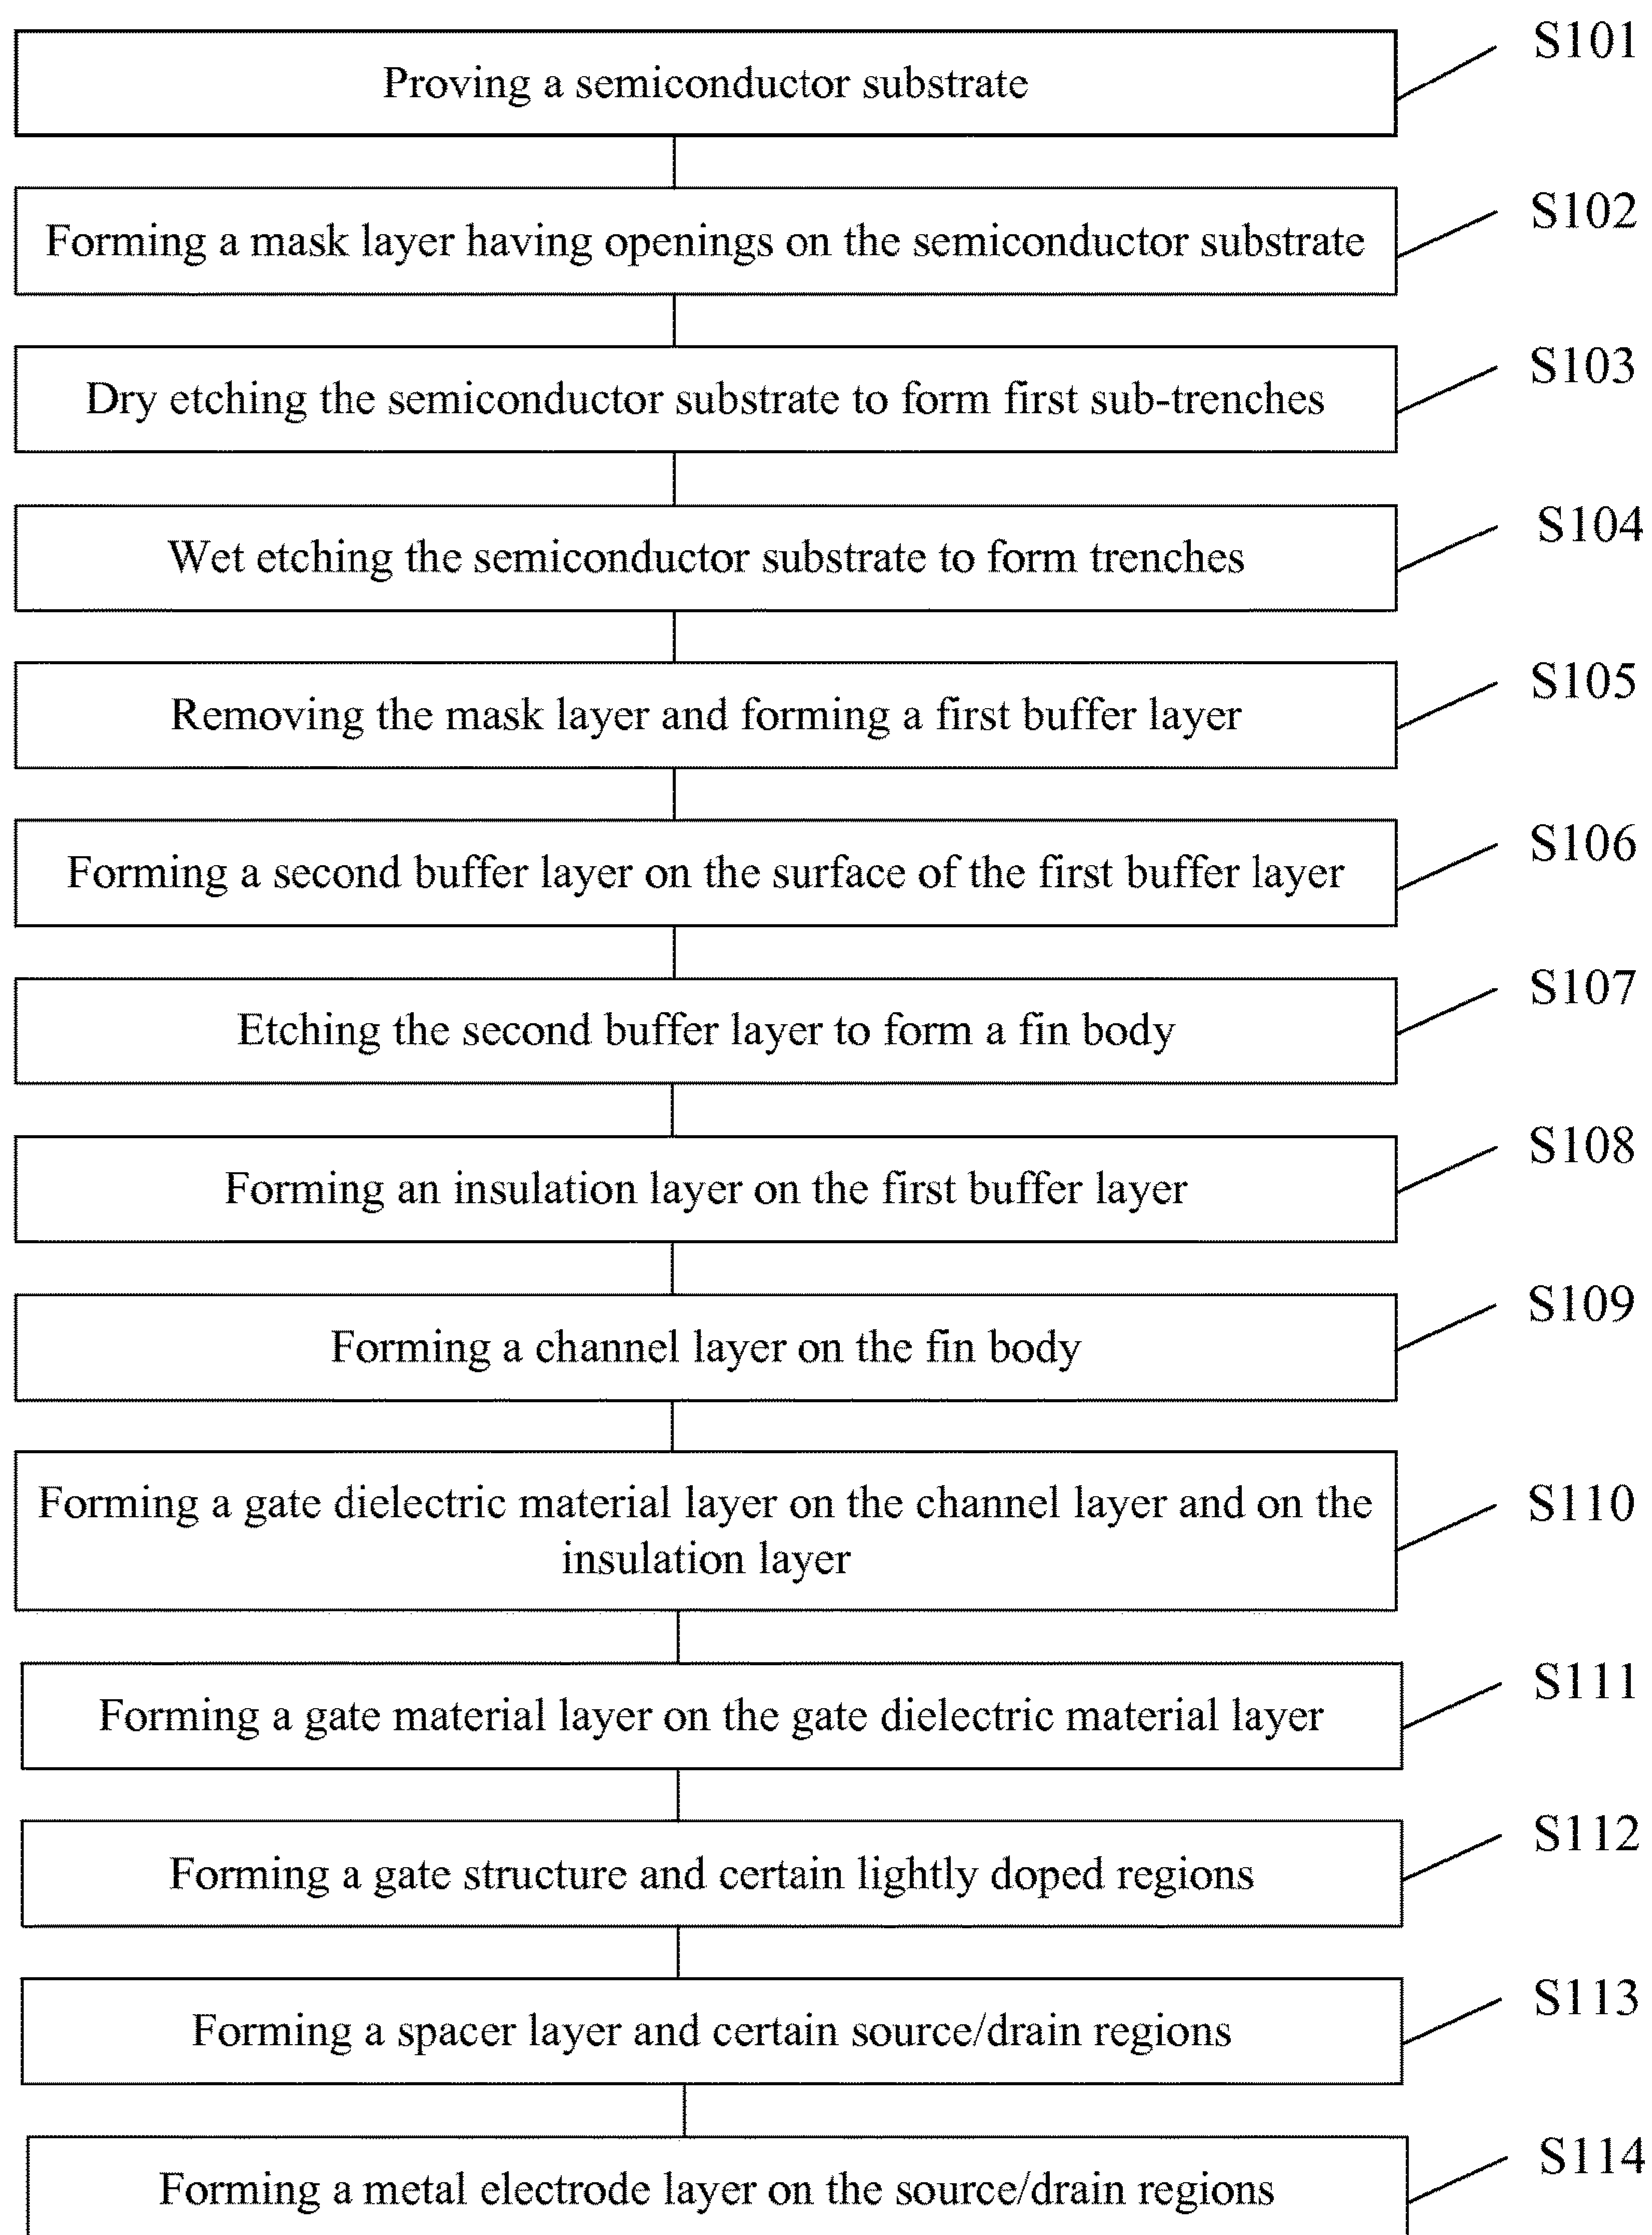 S101
Proving a semiconductor substrate
S102
Forming a mask layer having openings on the semiconductor substrate
S103
Dry etching the semiconductor substrate to form first sub-trenches
S104
Wet etching the semiconductor substrate to form trenches
S105
Removing the mask layer and forming a first buffer layer
S106
Forming a second buffer layer on the surface of the first buffer layer
S107
Etching the second buffer layer to form a fin body
S108
Forming an insulation layer on the first buffer layer
S109
Forming a channel layer on the fin body
S110
Forming a gate dielectric material layer on the channel layer and on the
insulation layer
S111
Forming a gate material layer on the gate dielectric material layer
S112
Forming a gate structure and certain lightly doped regions
S113
Forming a spacer layer and certain source/drain regions
S114
Forming a metal electrode layer on the source/drain regions